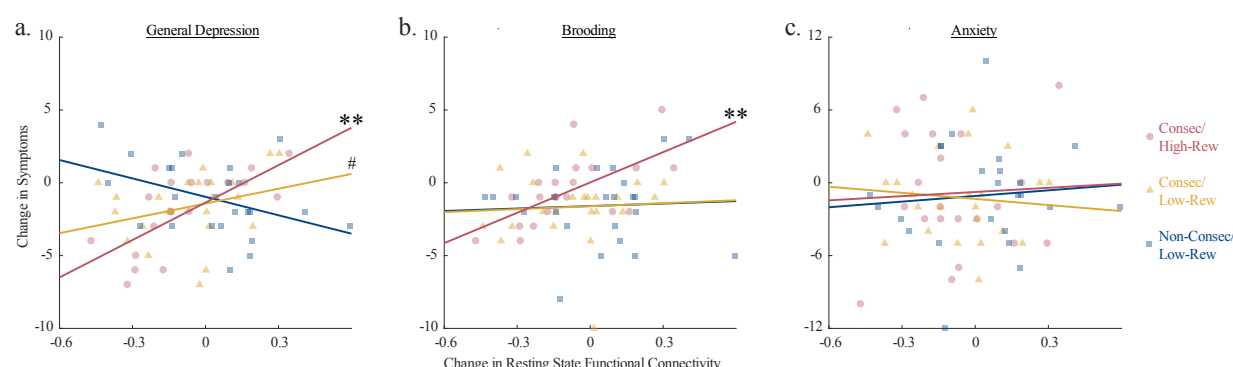 a.
General Depression
b.
Brooding
c.
Anxiety
10
5
0
-5
-10
Change in Symptoms
**
#
-0.6
-0.3
0
0.3
10
5
0
-5
-10
**
-0.6
-0.3
0
0.3
Change in Resting State Functional Connectivity
12
6
0
-6
-12
-0.6
-0.3
0
0.3
Consec/
High-Rew
Consec/
Low-Rew
Non-Consec/
Low-Rew